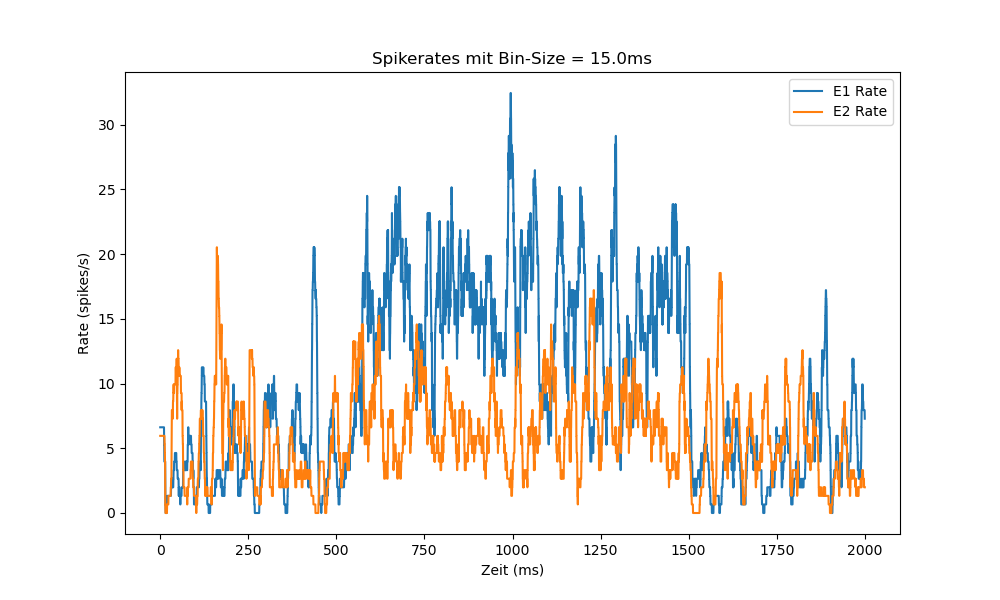 Spikerates mit Bin-Size = 15.0ms
E1 Rate
E2 Rate
Rate (spikes/s)
30
25
20
15
10
5
0
0 250 500 750 1000 1250 1500 1750 2000
Zeit (ms)